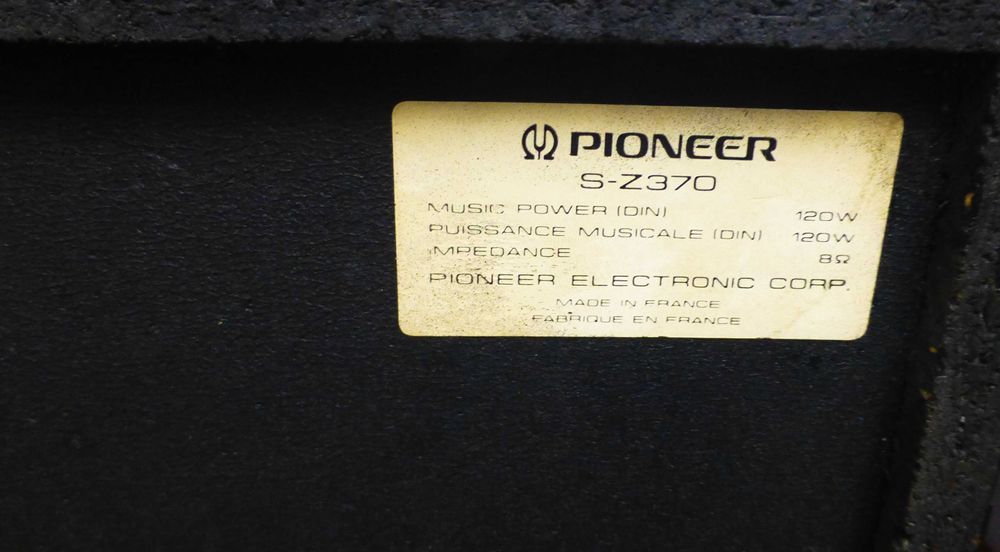 PIONEER
S-Z370
MUSIC POWER (DIN) 120W
PUISSANCE MUSICALE (DIN) 120W
IMPEDANCE 8Ω
PIONEER ELECTRONIC CORP.
MADE IN FRANCE
FABRIQUE EN FRANCE